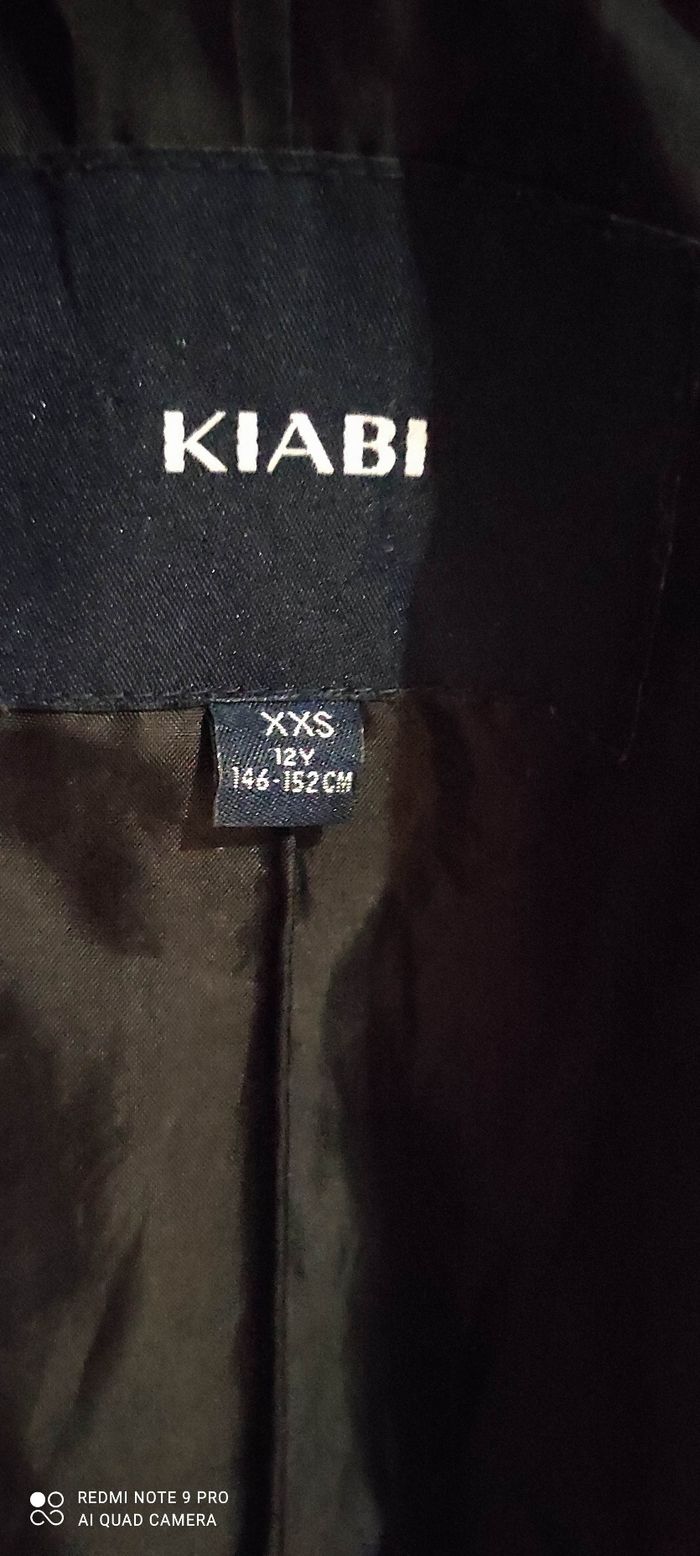 KIABI
XXS
12Y
146-152CM
REDMI NOTE 9 PRO
AI QUAD CAMERA